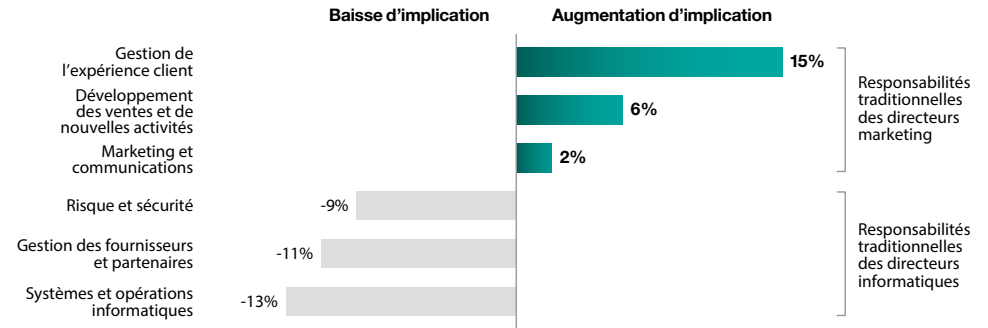 Baisse d’implication
Augmentation d’implication
Gestion de
l’expérience client
15%
Développement
des ventes et de
nouvelles activités
6%
Marketing et
communications
2%
Responsabilités
traditionnelles
des directeurs
marketing
Risque et sécurité
-9%
Gestion des fournisseurs
et partenaires
-11%
Systèmes et opérations
informatiques
-13%
Responsabilités
traditionnelles
des directeurs
informatiques